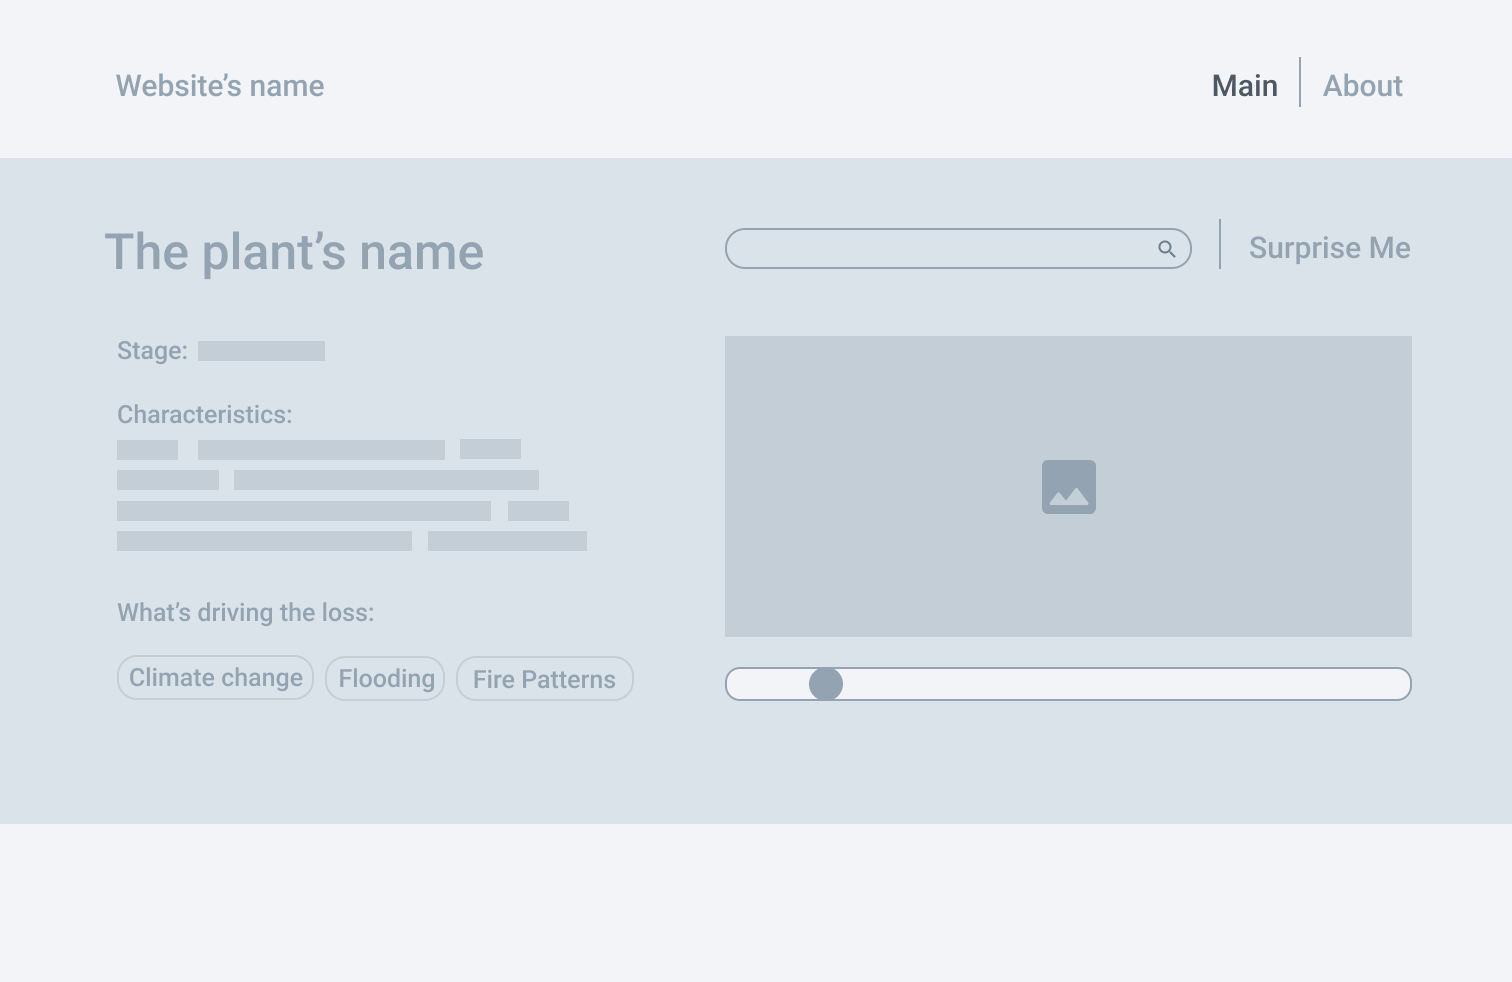 Website’s name
Main
About
The plant’s name
Surprise Me
Stage:
Characteristics:
What’s driving the loss:
Climate change
Flooding
Fire Patterns